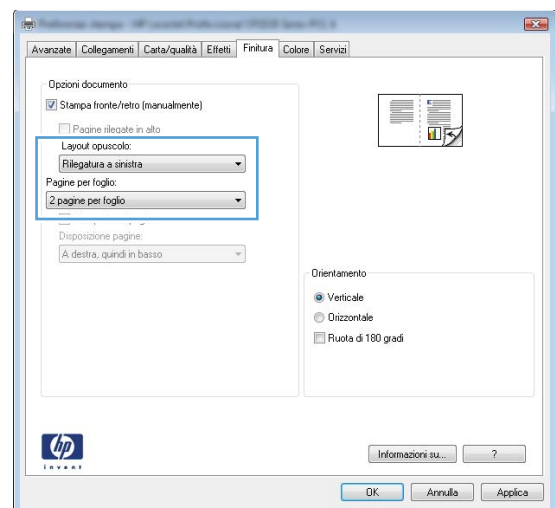 Avanzate Collegamenti Carta/qualità Effetti Finitura Colore Servizi
Opzioni documento
Stampa fronte/retro (manualmente)
Pagine rilegate in alto
Layout opuscolo:
Rilegatura a sinistra
Pagine per foglio:
2 pagine per foglio
Disposizione pagine:
A destra, quindi in basso
Orientamento
Verticale
Orizzontale
Ruota di 180 gradi
hp
invent
Informazioni su... ?
OK Annulla Applica